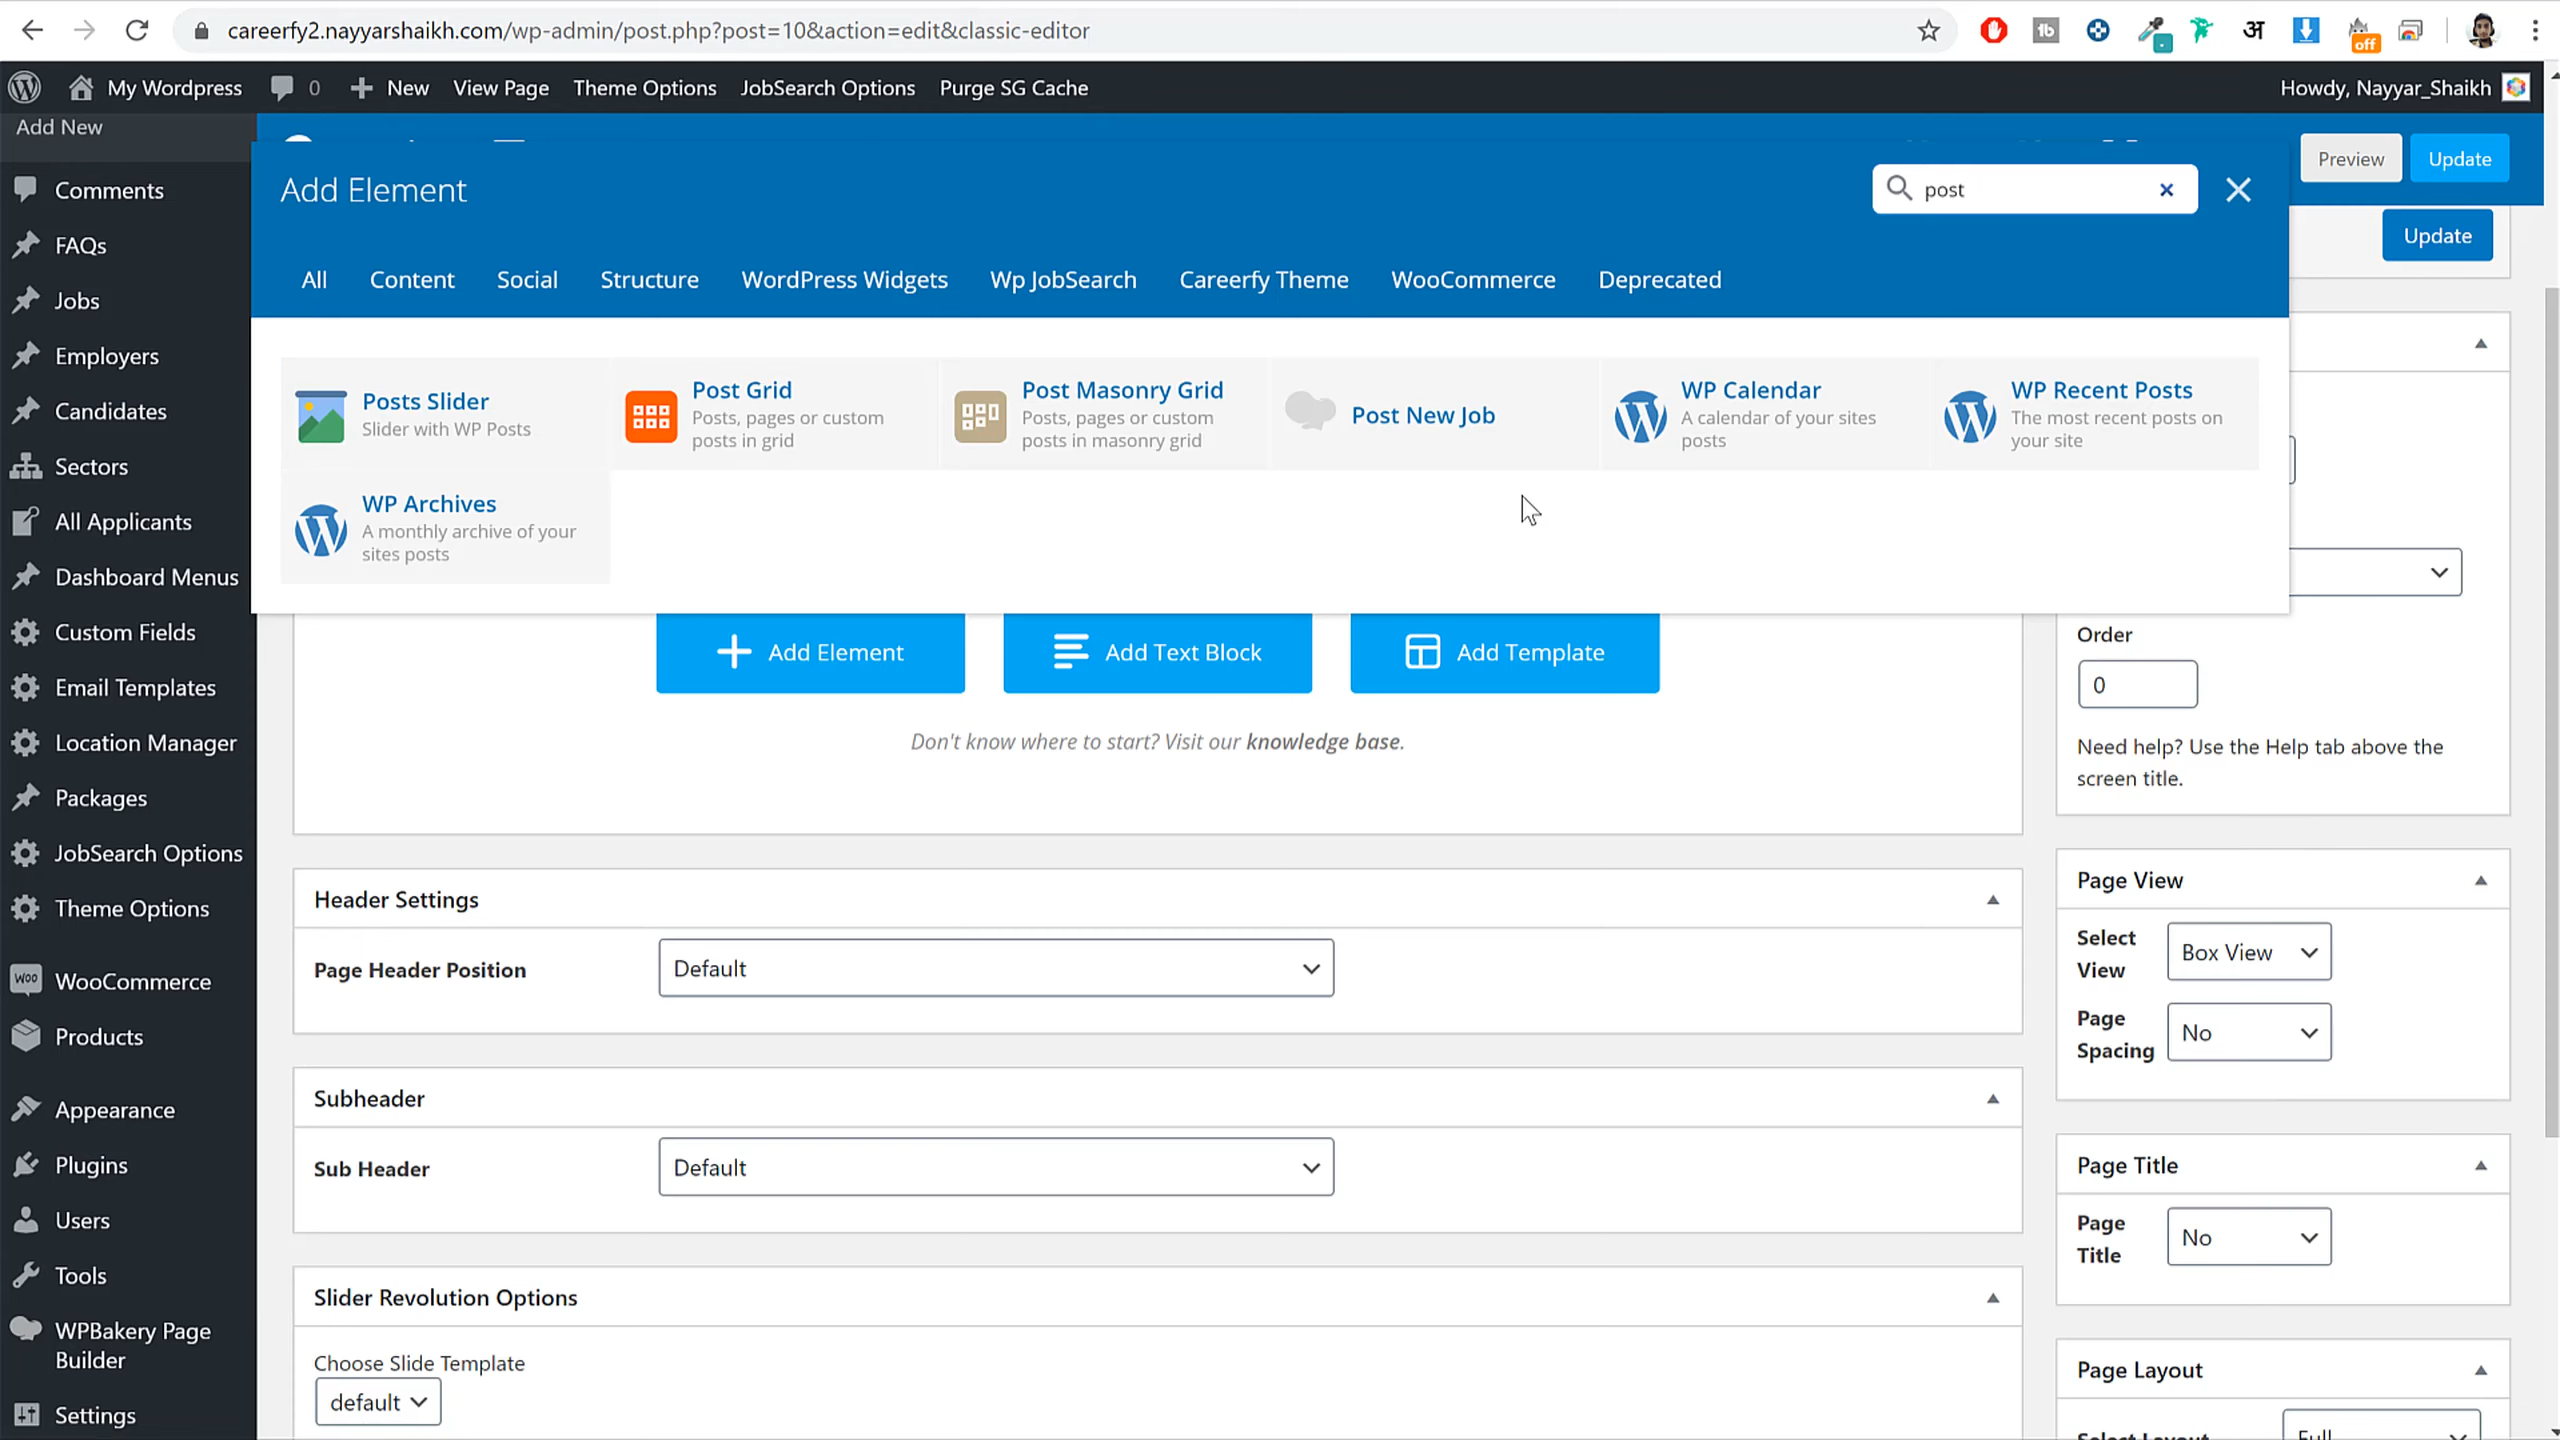 careerfy2.nayyarshaikh.com/wp-admin/post.php?post=10&action=edit&classic-editor
अ
off
My Wordpress
0
New
View Page
Theme Options
JobSearch Options
Purge SG Cache
Howdy, Nayyar_Shaikh
Add New
Comments
FAQs
Jobs
Employers
Candidates
Sectors
All Applicants
Dashboard Menus
Custom Fields
Email Templates
Location Manager
Packages
JobSearch Options
Theme Options
WooCommerce
Products
Appearance
Plugins
Users
Tools
WPBakery Page
Builder
Settings
Add Element
post
Preview
Update
Update
All
Content
Social
Structure
WordPress Widgets
Wp JobSearch
Careerfy Theme
WooCommerce
Deprecated
Posts Slider
Slider with WP Posts
Post Grid
Posts, pages or custom
posts in grid
Post Masonry Grid
Posts, pages or custom
posts in masonry grid
Post New Job
WP Calendar
A calendar of your sites
posts
WP Recent Posts
The most recent posts on
your site
WP Archives
A monthly archive of your
sites posts
Add Element
Add Text Block
Add Template
Don't know where to start? Visit our knowledge base.
Order
0
Need help? Use the Help tab above the
screen title.
Header Settings
Page Header Position
Default
Subheader
Sub Header
Default
Slider Revolution Options
Choose Slide Template
default
Page View
Select
View
Box View
Page
Spacing
No
Page Title
Page
Title
No
Page Layout
Select Layout
Full